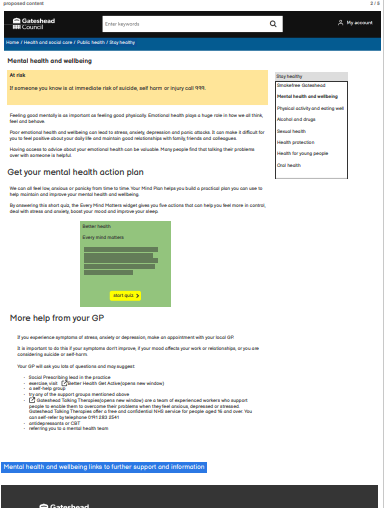 proposed content
2 / 5
Gateshead
Council
Enter keywords
My account
Home / Health and social care / Public health / Stay healthy
Mental health and wellbeing
At risk
If someone you know is at immediate risk of suicide, self harm or injury call 999.
Stay healthy
Smokefree Gateshead
Mental health and wellbeing
Physical activity and eating well
Alcohol and drugs
Sexual health
Health protection
Health for young people
Oral health
Feeling good mentally is as important as feeling good physically. Emotional health plays a huge role in how we all think,
feel and behave.
Poor emotional health and wellbeing can lead to stress, anxiety, depression and panic attacks. It can make it difficult for
you to feel positive about your daily life and maintain good relationships with family, friends and colleagues.
Having access to advice about your emotional health can be valuable. Many people find that talking their problems
over with someone is helpful.
Get your mental health action plan
We can all feel low, anxious or panicky from time to time. Your Mind Plan helps you build a practical plan you can use to
help maintain and improve your mental health and wellbeing.
By answering this short quiz, the Every Mind Matters widget gives you five actions that can help you feel more in control,
deal with stress and anxiety, boost your mood and improve your sleep.
Better health
Every mind matters
start quiz
More help from your GP
If you experience symptoms of stress, anxiety or depression, make an appointment with your local GP.
It is important to do this if your symptoms don't improve, if your mood affects your work or relationships, or you are
considering suicide or self-harm.
Your GP will ask you lots of questions and may suggest:
- Social Prescribing lead in the practice
- exercise, visit Better Health Get Active(opens new window)
- a self-help group
- try any of the support groups mentioned above
- Gateshead Talking Therapies(opens new window) are a team of experienced workers who support
people to enable them to overcome their problems when they feel anxious, depressed or stressed.
Gateshead Talking Therapies offer a free and confidential NHS service for people aged 16 and over. You
can self-refer by telephone 0191 283 2541
- antidepressants or CBT
- referring you to a mental health team
Mental health and wellbeing links to further support and information
Gateshead